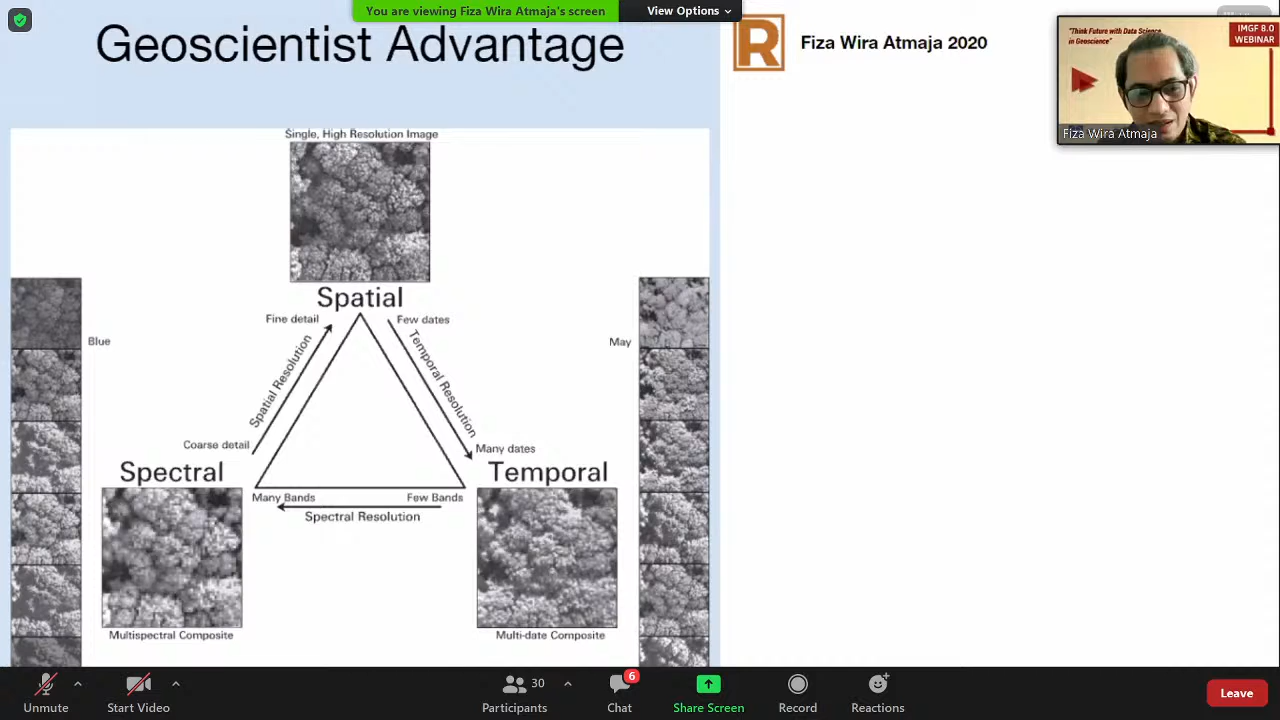 You are viewing Fiza Wira Atmaja's screen
View Options
Geoscientist Advantage
R
Fiza Wira Atmaja 2020
"Think Future with Data Science
in Geoscience"
IMGF 8.0
WEBINAR
Fiza Wira Atmaja
Single, High Resolution Image
Spatial
Fine detail
Few dates
Blue
May
Spatial Resolution
Temporal Resolution
Coarse detail
Many dates
Spectral
Temporal
Many Bands
Few Bands
Spectral Resolution
Multispectral Composite
Multi-date Composite
Unmute
Start Video
30
Participants
6
Chat
Share Screen
Record
Reactions
Leave